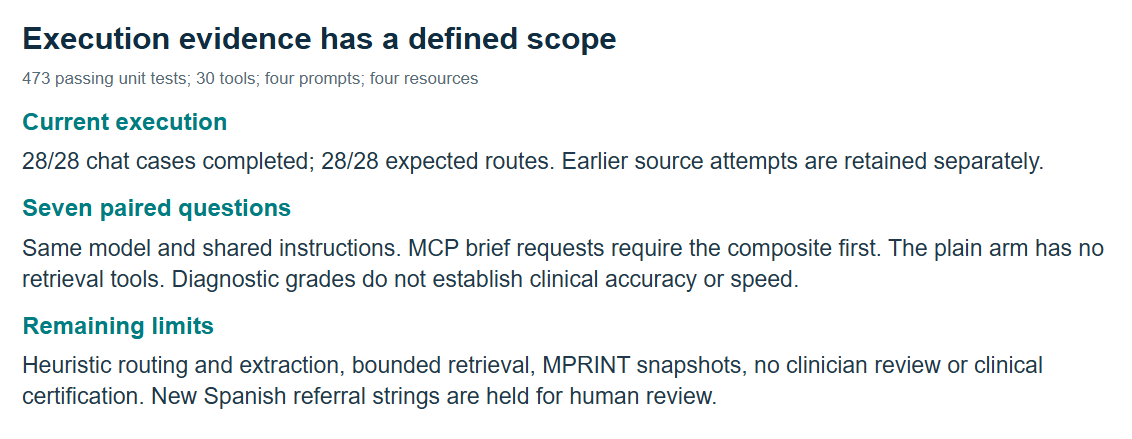 Execution evidence has a defined scope
473 passing unit tests; 30 tools; four prompts; four resources
Current execution
28/28 chat cases completed; 28/28 expected routes. Earlier source attempts are retained separately.
Seven paired questions
Same model and shared instructions. MCP brief requests require the composite first. The plain arm has no
retrieval tools. Diagnostic grades do not establish clinical accuracy or speed.
Remaining limits
Heuristic routing and extraction, bounded retrieval, MPRINT snapshots, no clinician review or clinical
certification. New Spanish referral strings are held for human review.